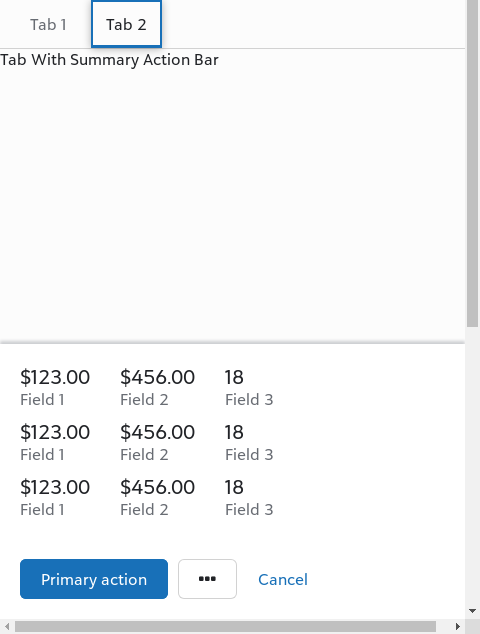 Tab 1 Tab 2
Tab With Summary Action Bar
$123.00 $456.00 18
Field 1 Field 2 Field 3
$123.00 $456.00 18
Field 1 Field 2 Field 3
$123.00 $456.00 18
Field 1 Field 2 Field 3
Primary action ••• Cancel